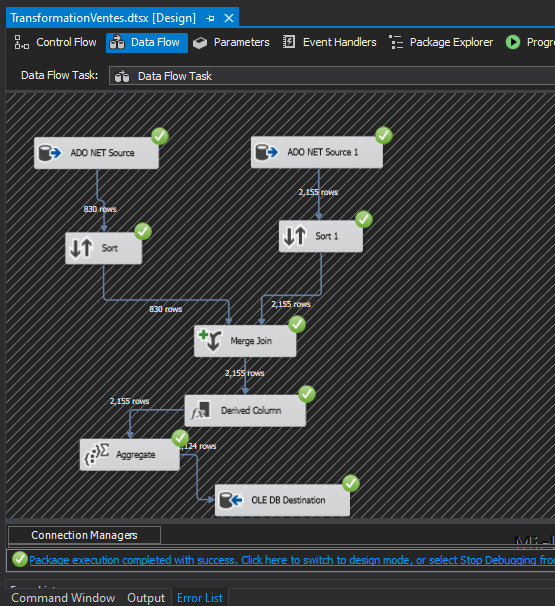 TransformationVentes.dtsx [Design]
Control Flow Data Flow Parameters Event Handlers Package Explorer
Data Flow Task: Data Flow Task
ADO NET Source ADO NET Source 1
830 rows 2,155 rows
Sort Sort 1
830 rows 2,155 rows
Merge Join
2,155 rows
2,155 rows Derived Column
,124 rows
Aggregate
OLE DB Destination
Connection Managers
Package execution completed with success. Click here to switch to design mode, or select Stop Debugging
Command Window Output Error List